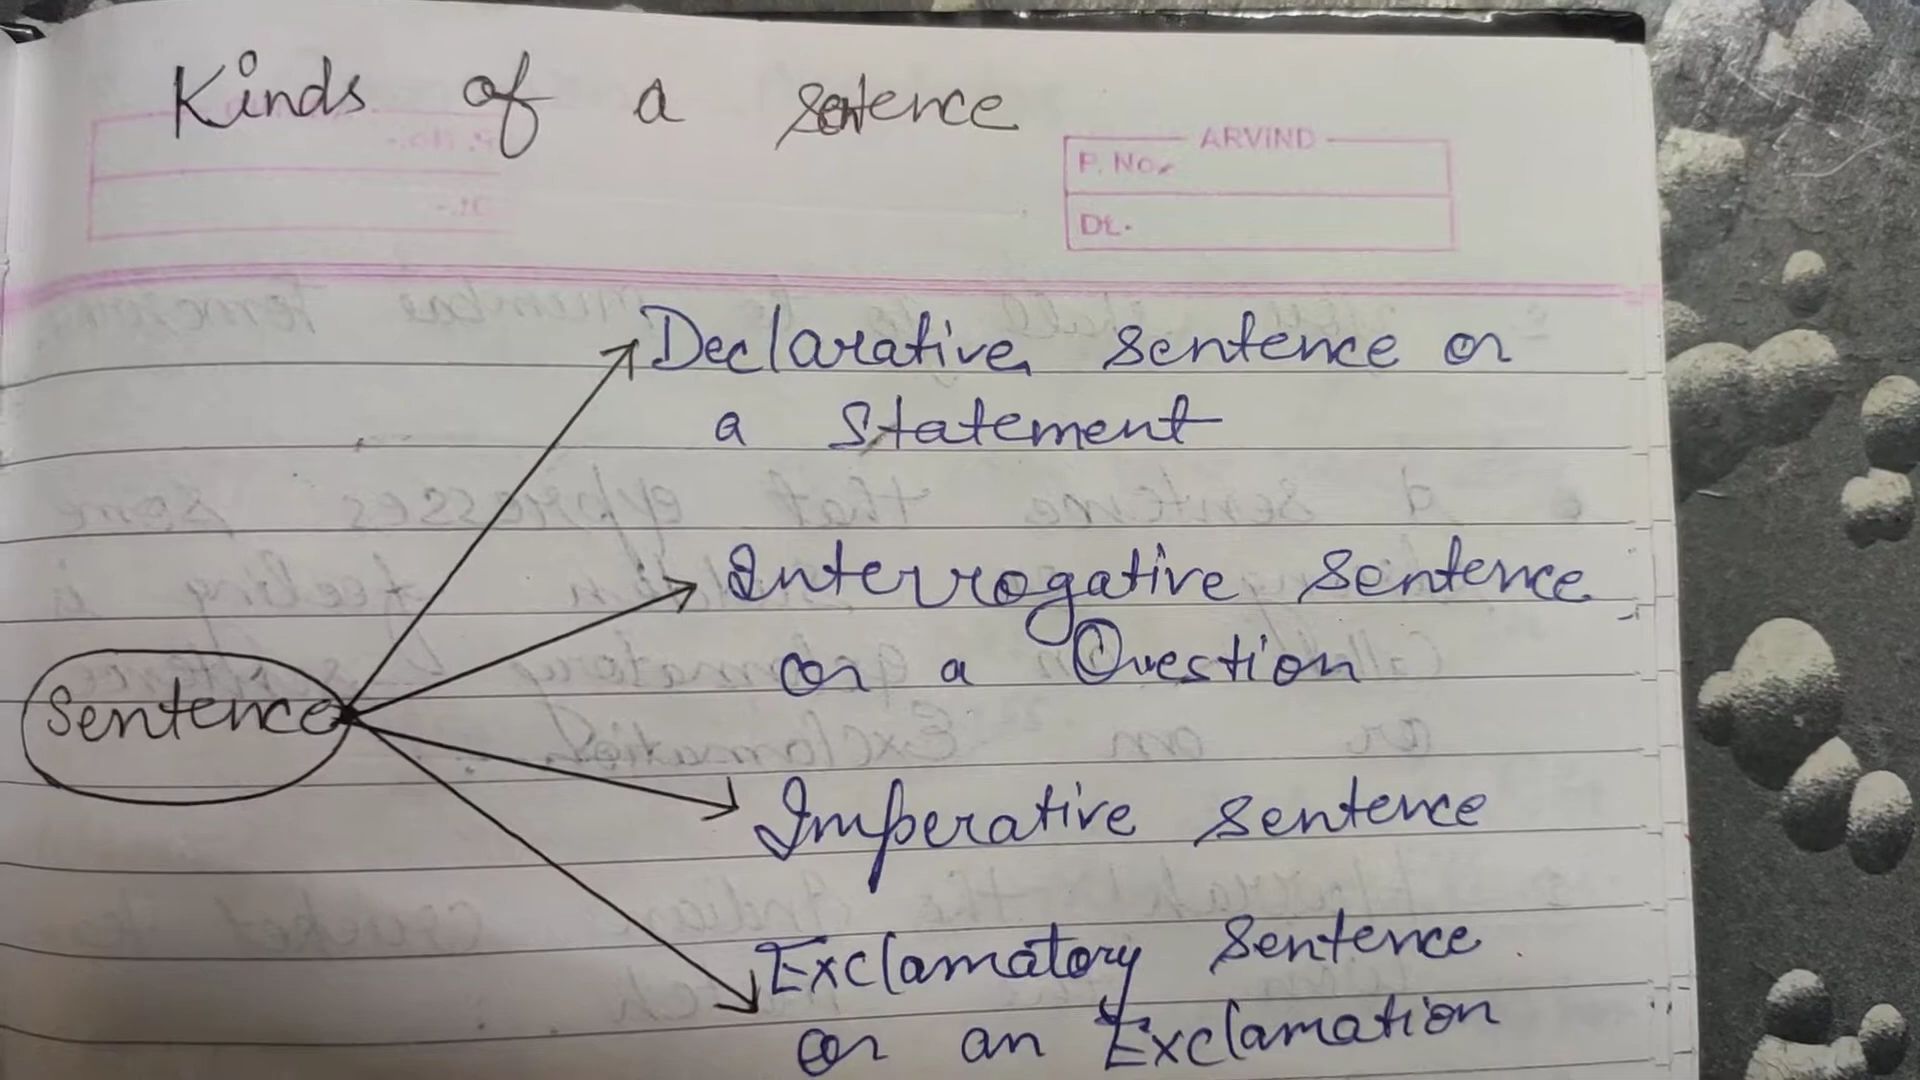 Kinds of a sentence
ARVIND
P. No.
Dt.
Declarative sentence or
a statement
Interrogative sentence
or a Question
Sentence
Imperative sentence
Exclamatory sentence
or an Exclamation